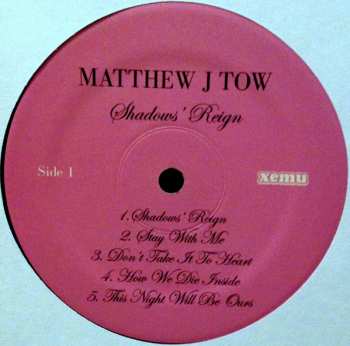 MATTHEW J TOW
Shadows' Reign
Side 1
xemu
1. Shadows' Reign
2. Stay With Me
3. Don't Take It To Heart
4. How We Die Inside
5. This Night Will Be Ours